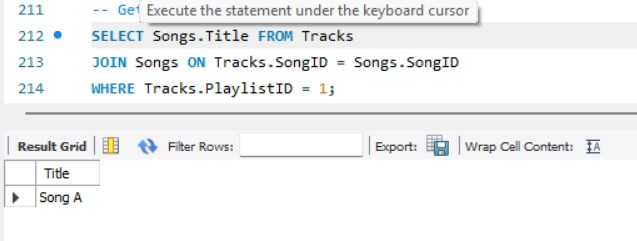 211 -- Get
Execute the statement under the keyboard cursor
212 SELECT Songs.Title FROM Tracks
213 JOIN Songs ON Tracks.SongID = Songs.SongID
214 WHERE Tracks.PlaylistID = 1;
Result Grid Filter Rows: Export: Wrap Cell Content: IA
Title
Song A